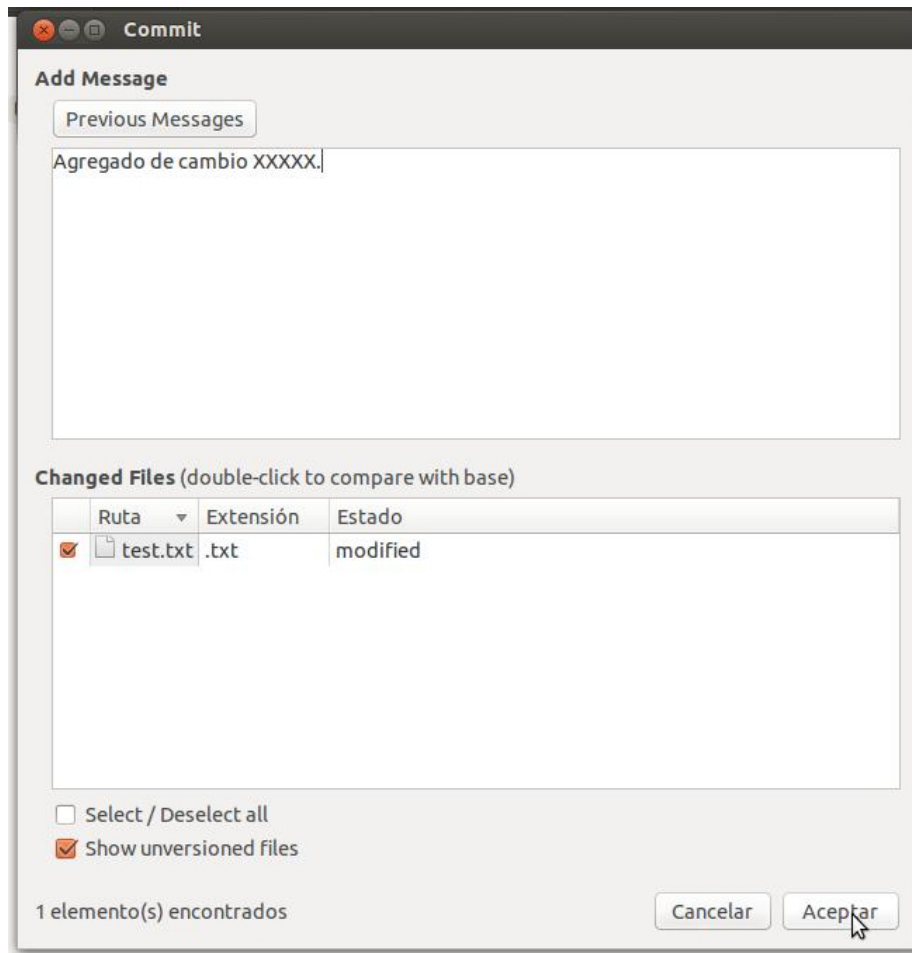 Commit
Add Message
Previous Messages
Agregado de cambio XXXXX.
Changed Files (double-click to compare with base)
Ruta Extensión Estado
test.txt .txt modified
Select / Deselect all
Show unversioned files
1 elemento(s) encontrados
Cancelar Aceptar